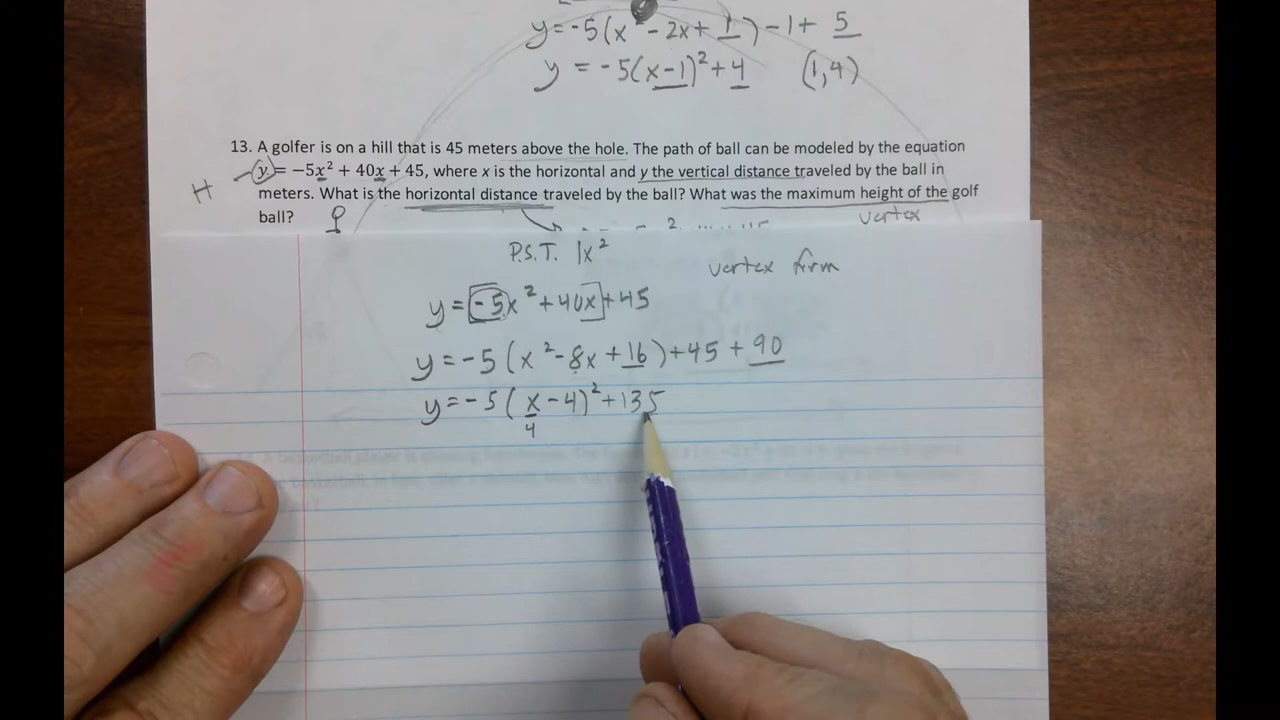 y = -5(x² - 2x + 1) - 1 + 5
y = -5(x-1)² + 4 (1,4)
13. A golfer is on a hill that is 45 meters above the hole. The path of ball can be modeled by the equation
y = −5x² + 40x + 45, where x is the horizontal and y the vertical distance traveled by the ball in
H meters. What is the horizontal distance traveled by the ball? What was the maximum height of the golf
ball? vertex
P.S.T. 1x²
vertex form
y = -5x² + 40x + 45
y = -5(x² - 8x + 16) + 45 + 90
y = -5(x - 4)² + 135
4